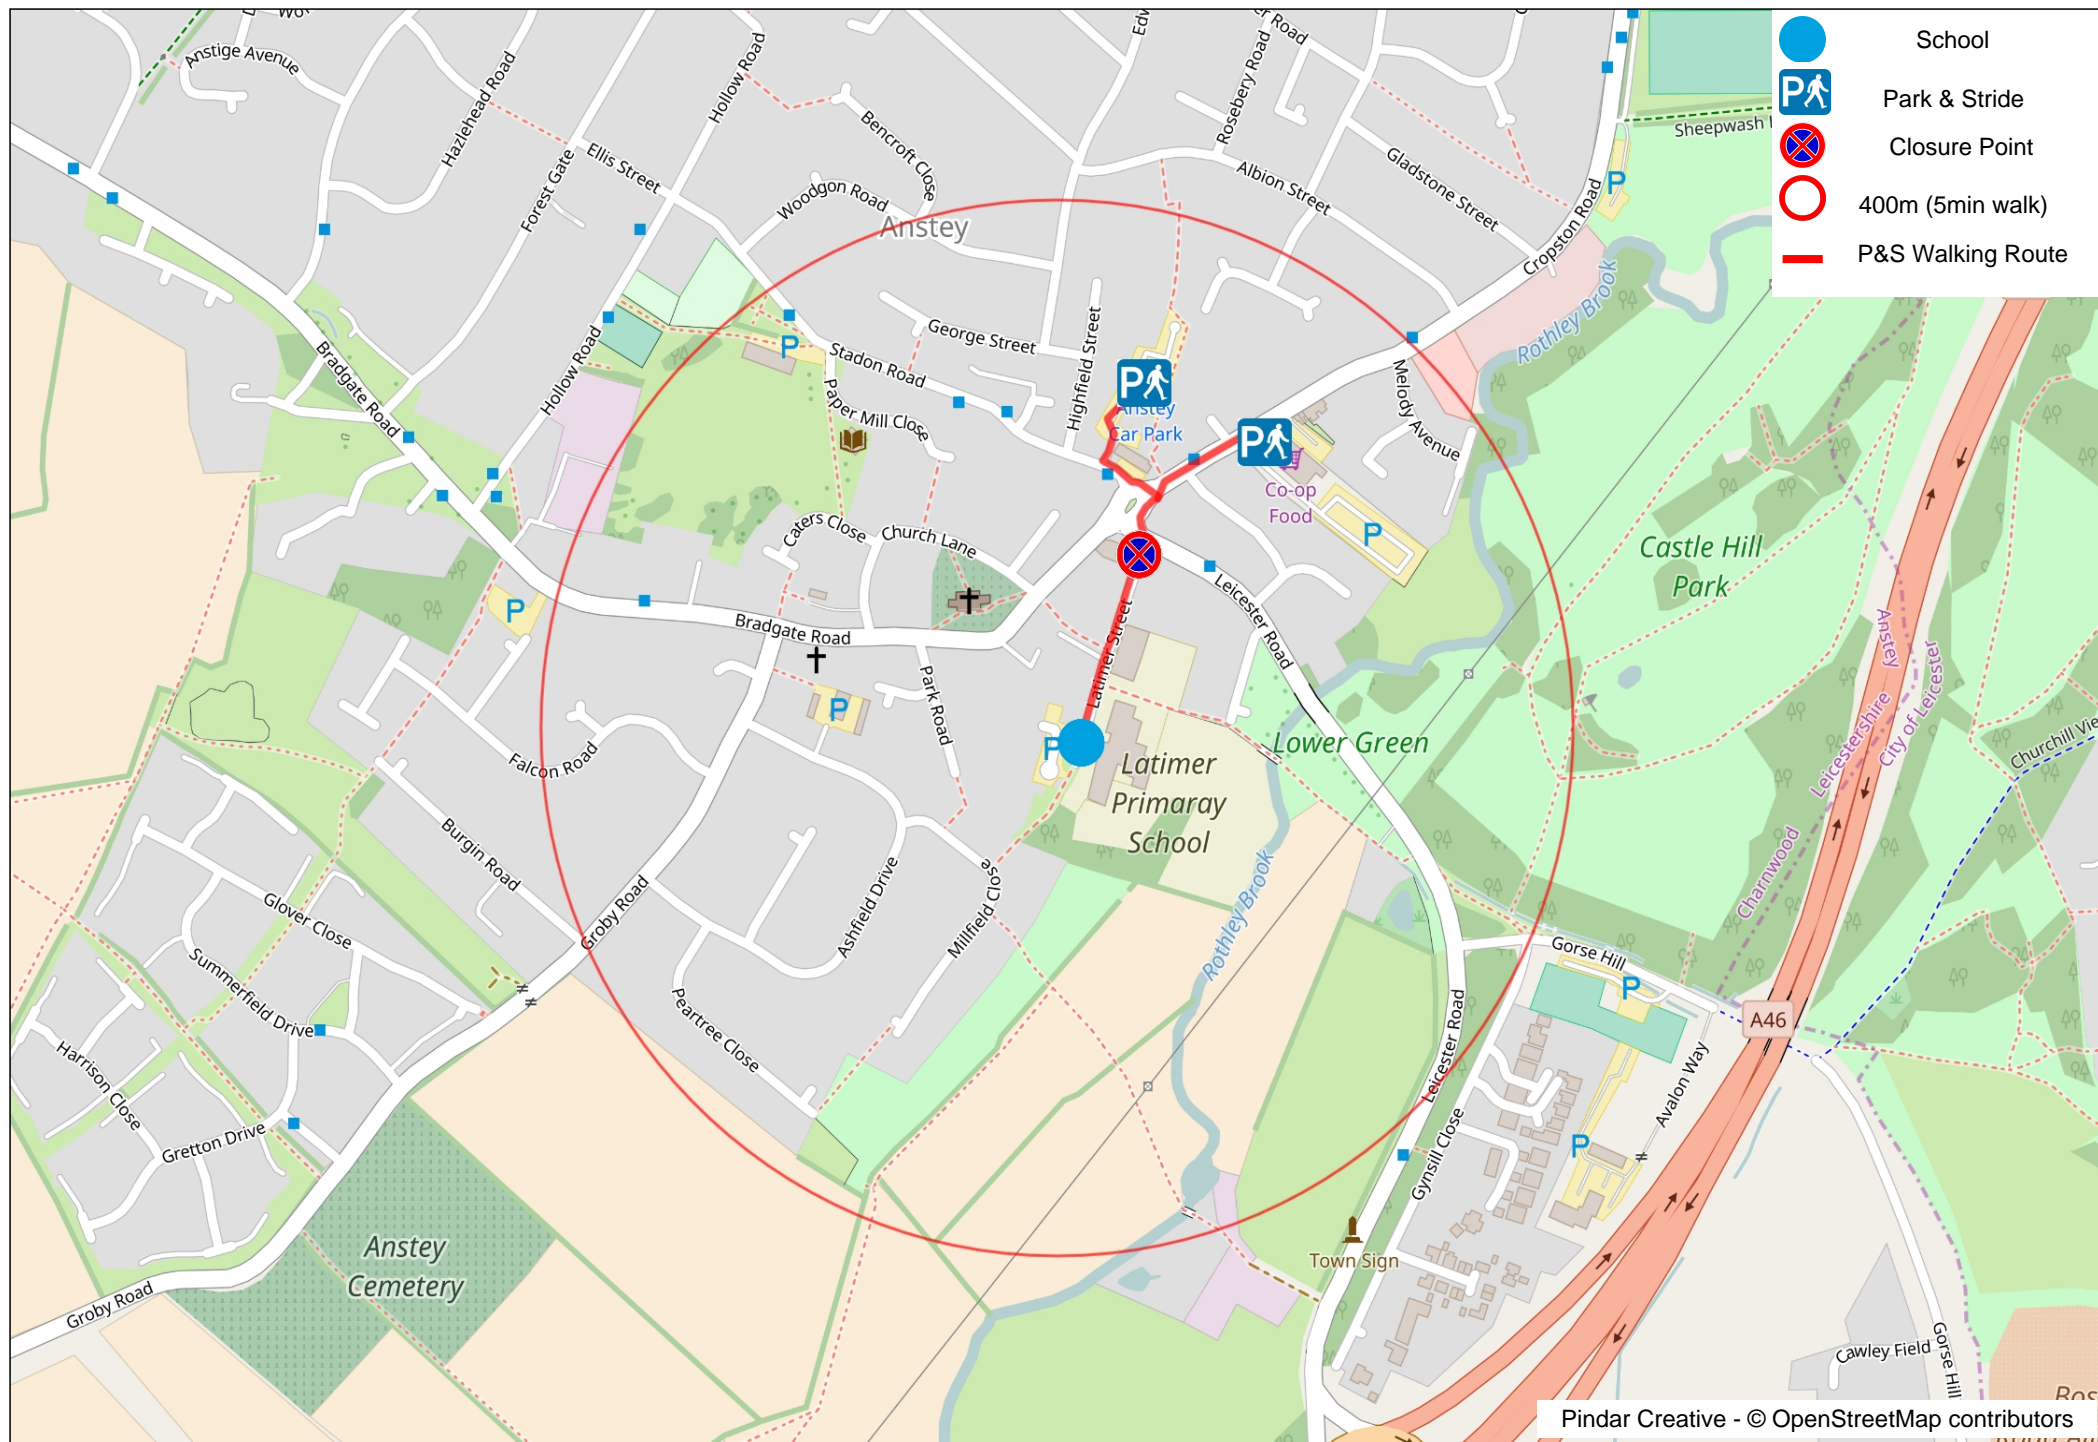 School
Park & Stride
Closure Point
400m (5min walk)
P&S Walking Route
Anstige Avenue
Hazlehead Road
Hollow Road
Bencroft Close
Rosebery Road
Sheepwash
Ellis Street
Forest Gate
Woodgon Road
Anstey
Albion Street
Gladstone Street
Cropston Road
Rothley Brook
Bradgate Road
Hollow Road
Stadon Road
George Street
Highfield Street
Paper Mill Close
P
P
P
P
Anstey
Car Park
Co-op
Food
P
Melody Avenue
Castle Hill
Park
Caters Close
Church Lane
P
Bradgate Road
Latimer Street
Leicester Road
Park Road
P
P
Latimer
Primaray
School
Lower Green
Anstey
City of Leicester
Leicestershire
Charnwood
Churchill Vie
Falcon Road
Burgin Road
Glover Close
Summerfield Drive
Harrison Close
Gretton Drive
Groby Road
Ashfield Drive
Millfield Close
Peartree Close
Rothley Brook
Gorse Hill
P
Leicester Road
A46
Avalon Way
P
Gynsill Close
Town Sign
Anstey
Cemetery
Groby Road
Cawley Field
Gorse Hill
Pindar Creative - © OpenStreetMap contributors